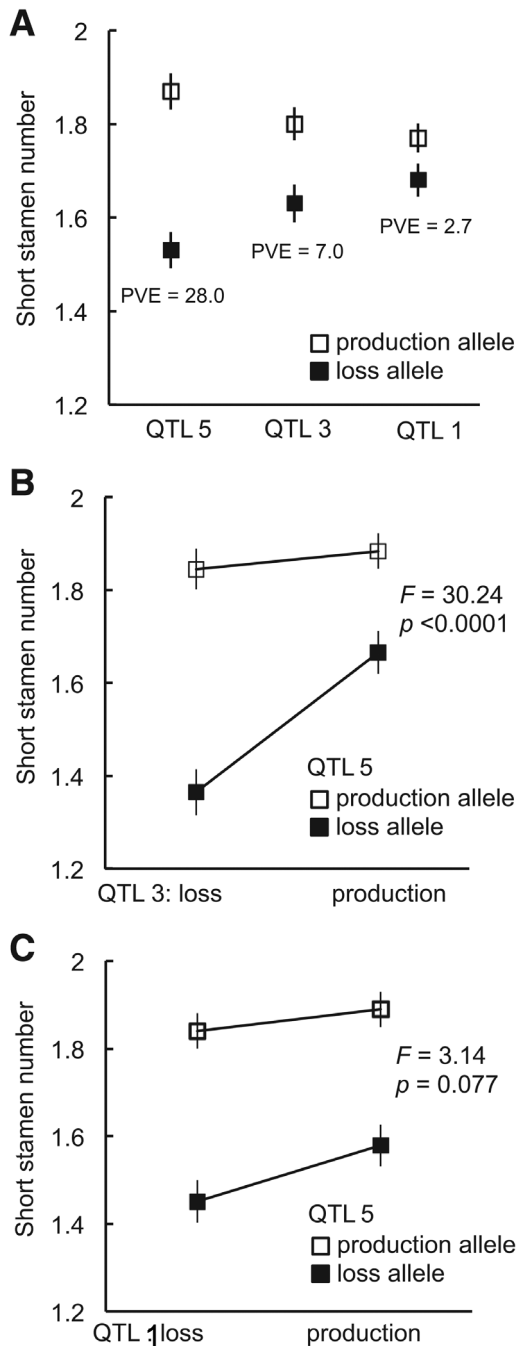 A
Short stamen number
2
1.8
1.6
1.4
1.2
PVE = 28.0
PVE = 7.0
PVE = 2.7
production allele
loss allele
QTL 5
QTL 3
QTL 1
B
Short stamen number
2
1.8
1.6
1.4
1.2
F = 30.24
p <0.0001
QTL 5
production allele
loss allele
QTL 3: loss
production
C
Short stamen number
2
1.8
1.6
1.4
1.2
F = 3.14
p = 0.077
QTL 5
production allele
loss allele
QTL 1: loss
production